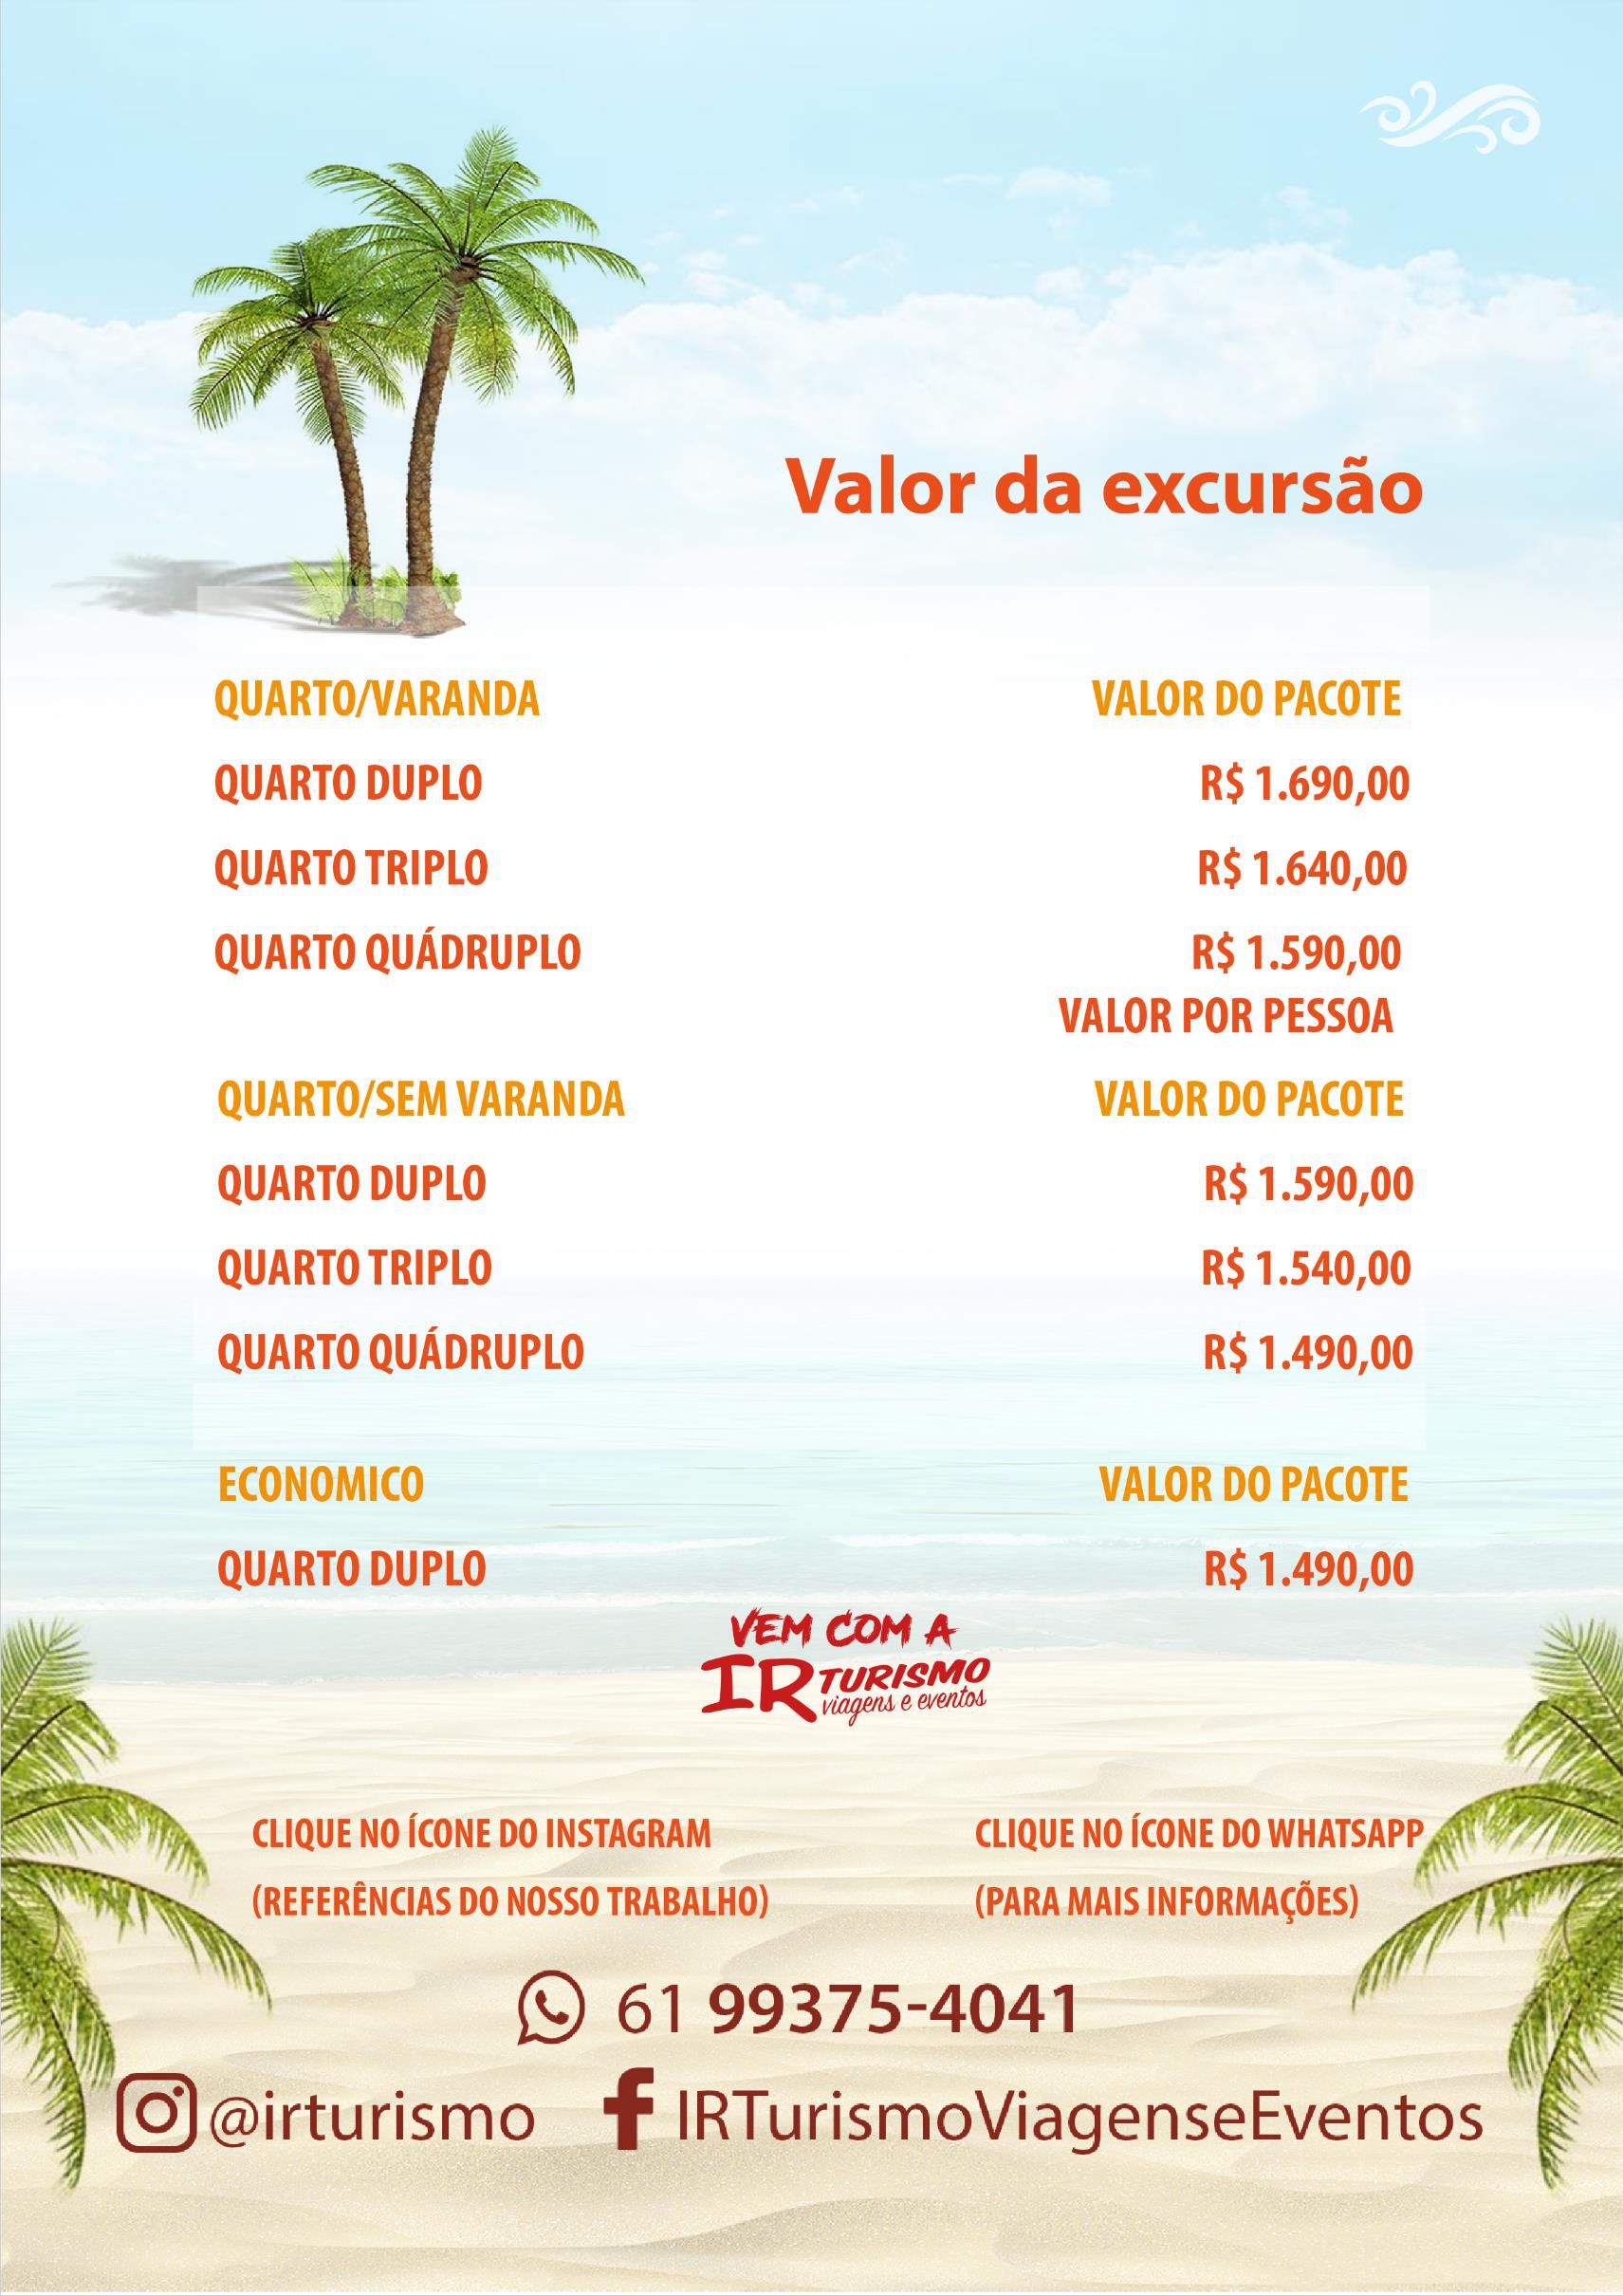 Valor da excursão
QUARTO/VARANDA VALOR DO PACOTE
QUARTO DUPLO R$ 1.690,00
QUARTO TRIPLO R$ 1.640,00
QUARTO QUÁDRUPLO R$ 1.590,00
VALOR POR PESSOA
QUARTO/SEM VARANDA VALOR DO PACOTE
QUARTO DUPLO R$ 1.590,00
QUARTO TRIPLO R$ 1.540,00
QUARTO QUÁDRUPLO R$ 1.490,00
ECONOMICO VALOR DO PACOTE
QUARTO DUPLO R$ 1.490,00
VEM COM A
IR TURISMO
viagens e eventos
CLIQUE NO ÍCONE DO INSTAGRAM CLIQUE NO ÍCONE DO WHATSAPP
(REFERÊNCIAS DO NOSSO TRABALHO) (PARA MAIS INFORMAÇÕES)
61 99375-4041
@irturismo IRTurismoViagenseEventos